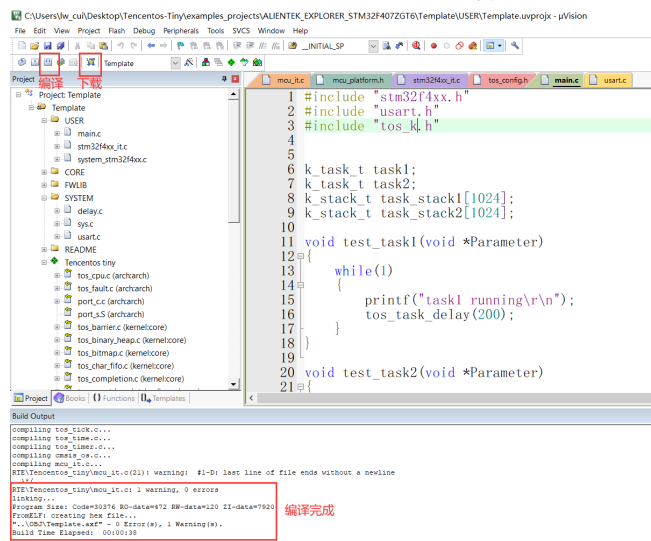 C:\Users\lw_cui\Desktop\Tencentos-Tiny\examples_projects\ALIENTEK_EXPLORER_STM32F407ZGT6\Template\USER\Template.uvprojx - µVision
File Edit View Project Flash Debug Peripherals Tools SVCS Window Help
_INITIAL_SP
Template
编译 下载
Project
Project: Template
Template
USER
main.c
stm32f4xx_it.c
system_stm32f4xx.c
CORE
FWLIB
SYSTEM
delay.c
sys.c
usart.c
README
Tencentos tiny
tos_cpu.c (arch:arch)
tos_fault.c (arch:arch)
port_c.c (arch:arch)
port_s.S (arch:arch)
tos_barrier.c (kernel:core)
tos_binary_heap.c (kernel:core)
tos_bitmap.c (kernel:core)
tos_char_fifo.c (kernel:core)
tos_completion.c (kernel:core)
Project Books {} Functions Templates
mcu_it.c mcu_platform.h stm32f4xx_it.c tos_config.h main.c usart.c
1 #include "stm32f4xx.h"
2 #include "usart.h"
3 #include "tos_k.h"
4
5
6 k_task_t task1;
7 k_task_t task2;
8 k_stack_t task_stack1[1024];
9 k_stack_t task_stack2[1024];
10
11 void test_task1(void *Parameter)
12 {
13 while(1)
14 {
15 printf("task1 running\r\n");
16 tos_task_delay(200);
17 }
18 }
19
20 void test_task2(void *Parameter)
21 {
Build Output
compiling tos_tick.c...
compiling tos_time.c...
compiling tos_timer.c...
compiling cmsis_os.c...
compiling mcu_it.c...
RTE\Tencentos_tiny\mcu_it.c(21): warning: #1-D: last line of file ends without a newline
RTE\Tencentos_tiny\mcu_it.c: 1 warning, 0 errors
linking...
Program Size: Code=30376 RO-data=472 RW-data=120 ZI-data=7920
FromELF: creating hex file...
"..\OBJ\Template.axf" - 0 Error(s), 1 Warning(s).
Build Time Elapsed: 00:00:38
编译完成